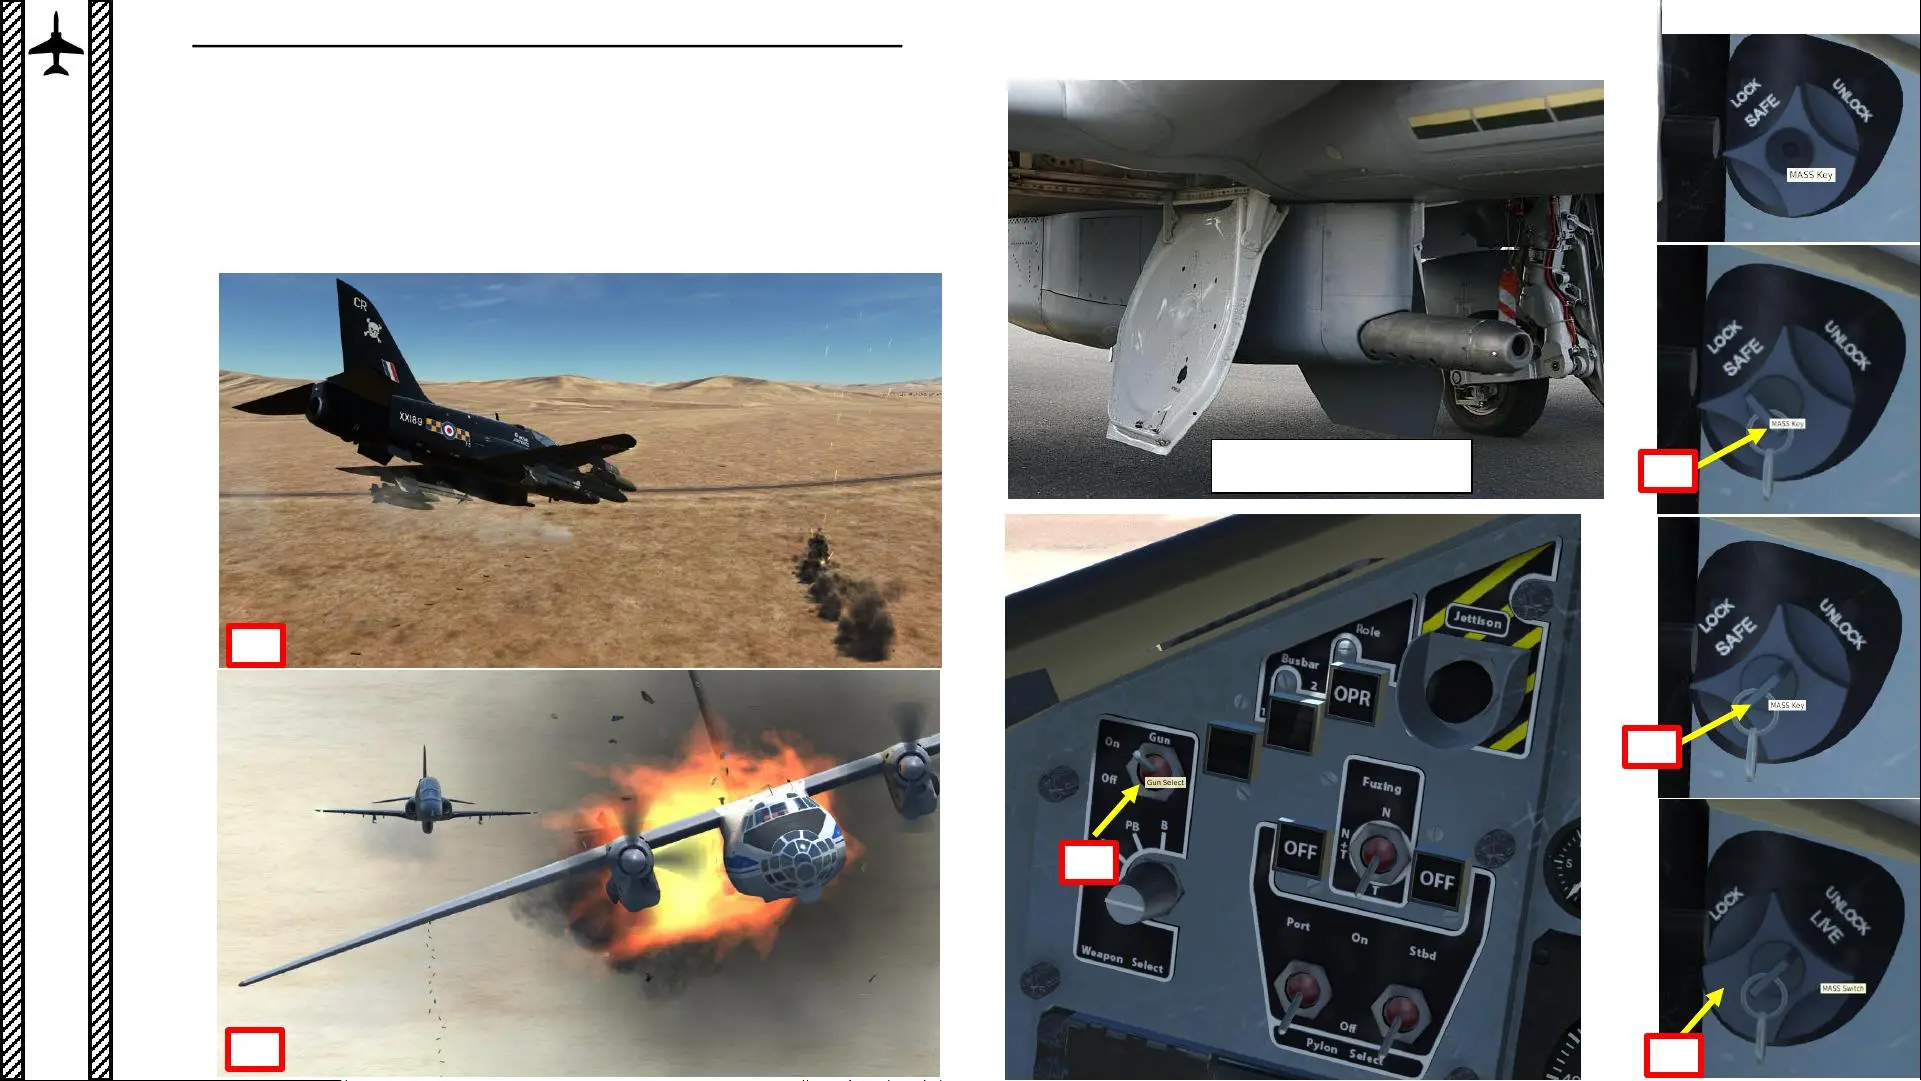 CR
XX189
LOCK
SAFE
UNLOCK
MASS Key
LOCK
SAFE
UNLOCK
MASS Key
LOCK
SAFE
UNLOCK
MASS Key
LOCK
UNLOCK
LIVE
MASS Switch
Jettison
Role
Busbar
2
1
OPR
Gun
On
Off
Gun Select
PB
B
Weapon Select
Fuzing
N
N+T
T
OFF
OFF
Port
On
Stbd
Off
Pylon Select
5